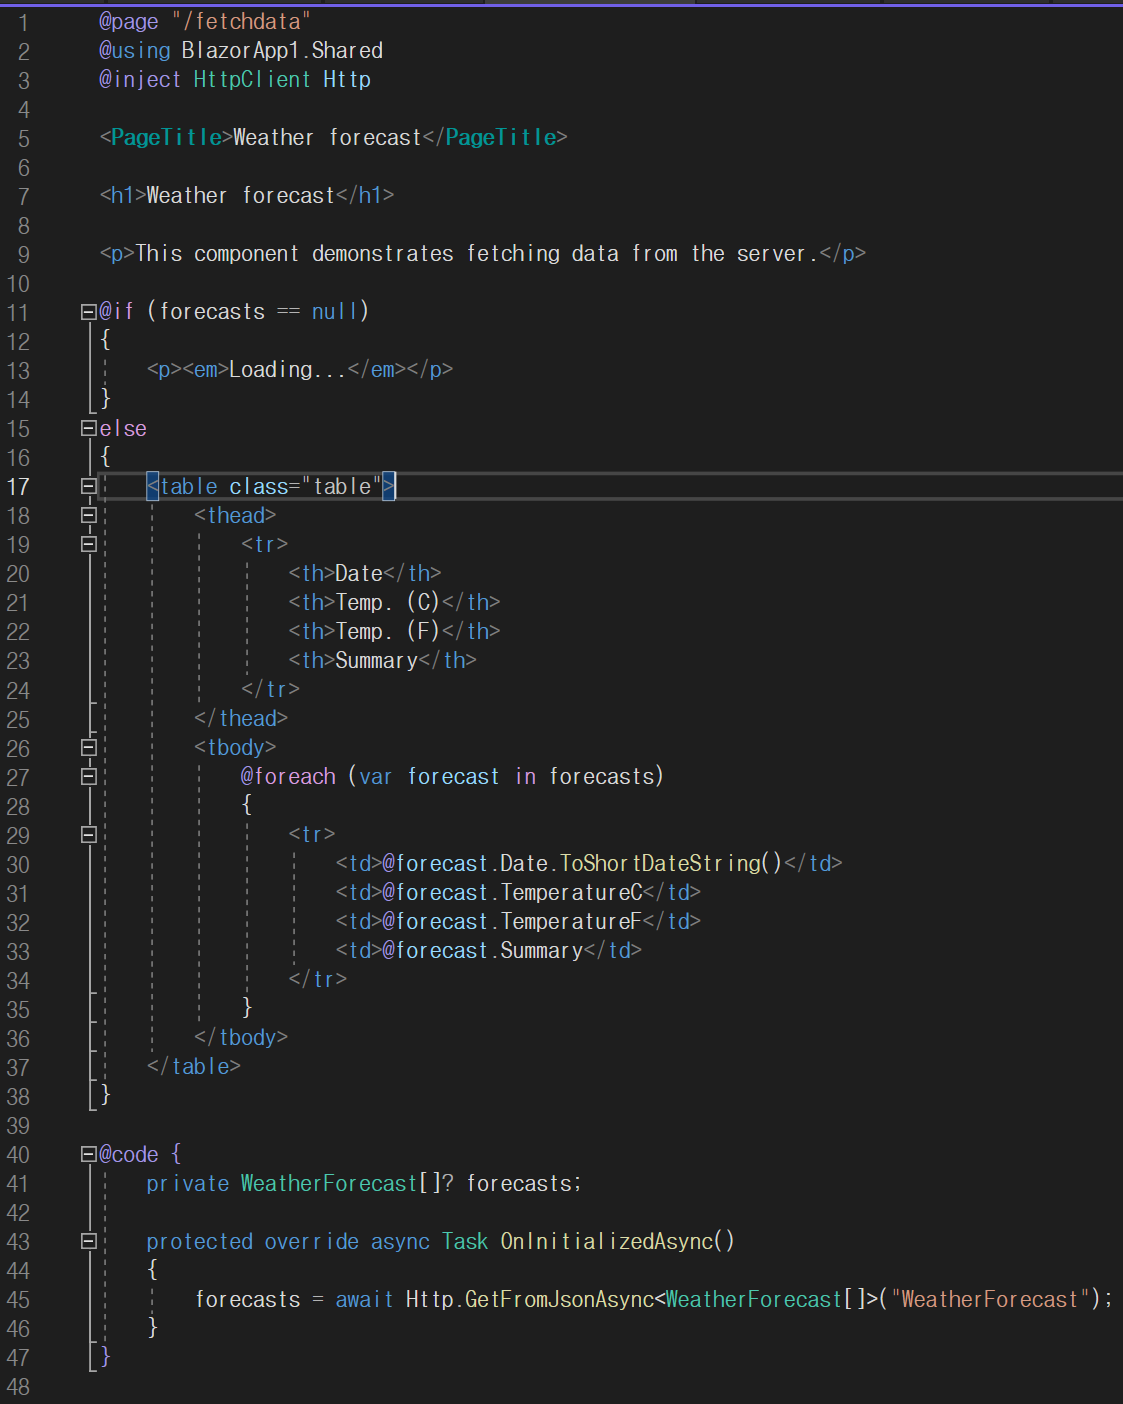 1 @page "/fetchdata"
2 @using BlazorApp1.Shared
3 @inject HttpClient Http
4
5 <PageTitle>Weather forecast</PageTitle>
6
7 <h1>Weather forecast</h1>
8
9 <p>This component demonstrates fetching data from the server.</p>
10
11 @if (forecasts == null)
12 {
13     <p><em>Loading...</em></p>
14 }
15 else
16 {
17     <table class="table">
18         <thead>
19             <tr>
20                 <th>Date</th>
21                 <th>Temp. (C)</th>
22                 <th>Temp. (F)</th>
23                 <th>Summary</th>
24             </tr>
25         </thead>
26         <tbody>
27             @foreach (var forecast in forecasts)
28             {
29                 <tr>
30                     <td>@forecast.Date.ToShortDateString()</td>
31                     <td>@forecast.TemperatureC</td>
32                     <td>@forecast.TemperatureF</td>
33                     <td>@forecast.Summary</td>
34                 </tr>
35             }
36         </tbody>
37     </table>
38 }
39
40 @code {
41     private WeatherForecast[]? forecasts;
42
43     protected override async Task OnInitializedAsync()
44     {
45         forecasts = await Http.GetFromJsonAsync<WeatherForecast[]>("WeatherForecast");
46     }
47 }
48